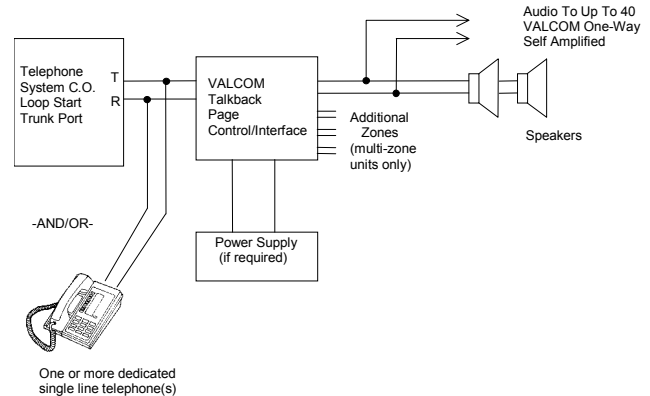 Audio To Up To 40
VALCOM One-Way
Self Amplified
Telephone
System C.O.
Loop Start
Trunk Port
T
R
VALCOM
Talkback
Page
Control/Interface
Additional
Zones
(multi-zone
units only)
Speakers
-AND/OR-
Power Supply
(if required)
One or more dedicated
single line telephone(s)